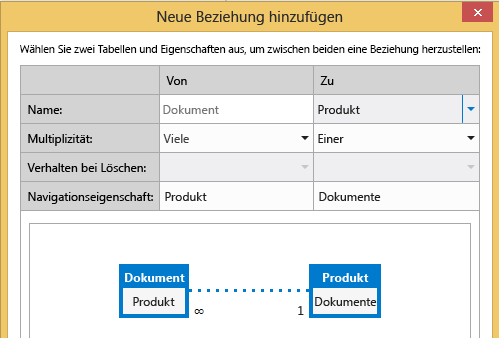 Neue Beziehung hinzufügen
Wählen Sie zwei Tabellen und Eigenschaften aus, um zwischen beiden eine Beziehung herzustellen:
Von Zu
Name: Dokument Produkt
Multiplizität: Viele Einer
Verhalten bei Löschen:
Navigationseigenschaft: Produkt Dokumente
Dokument Produkt
Produkt Dokumente
∞ 1